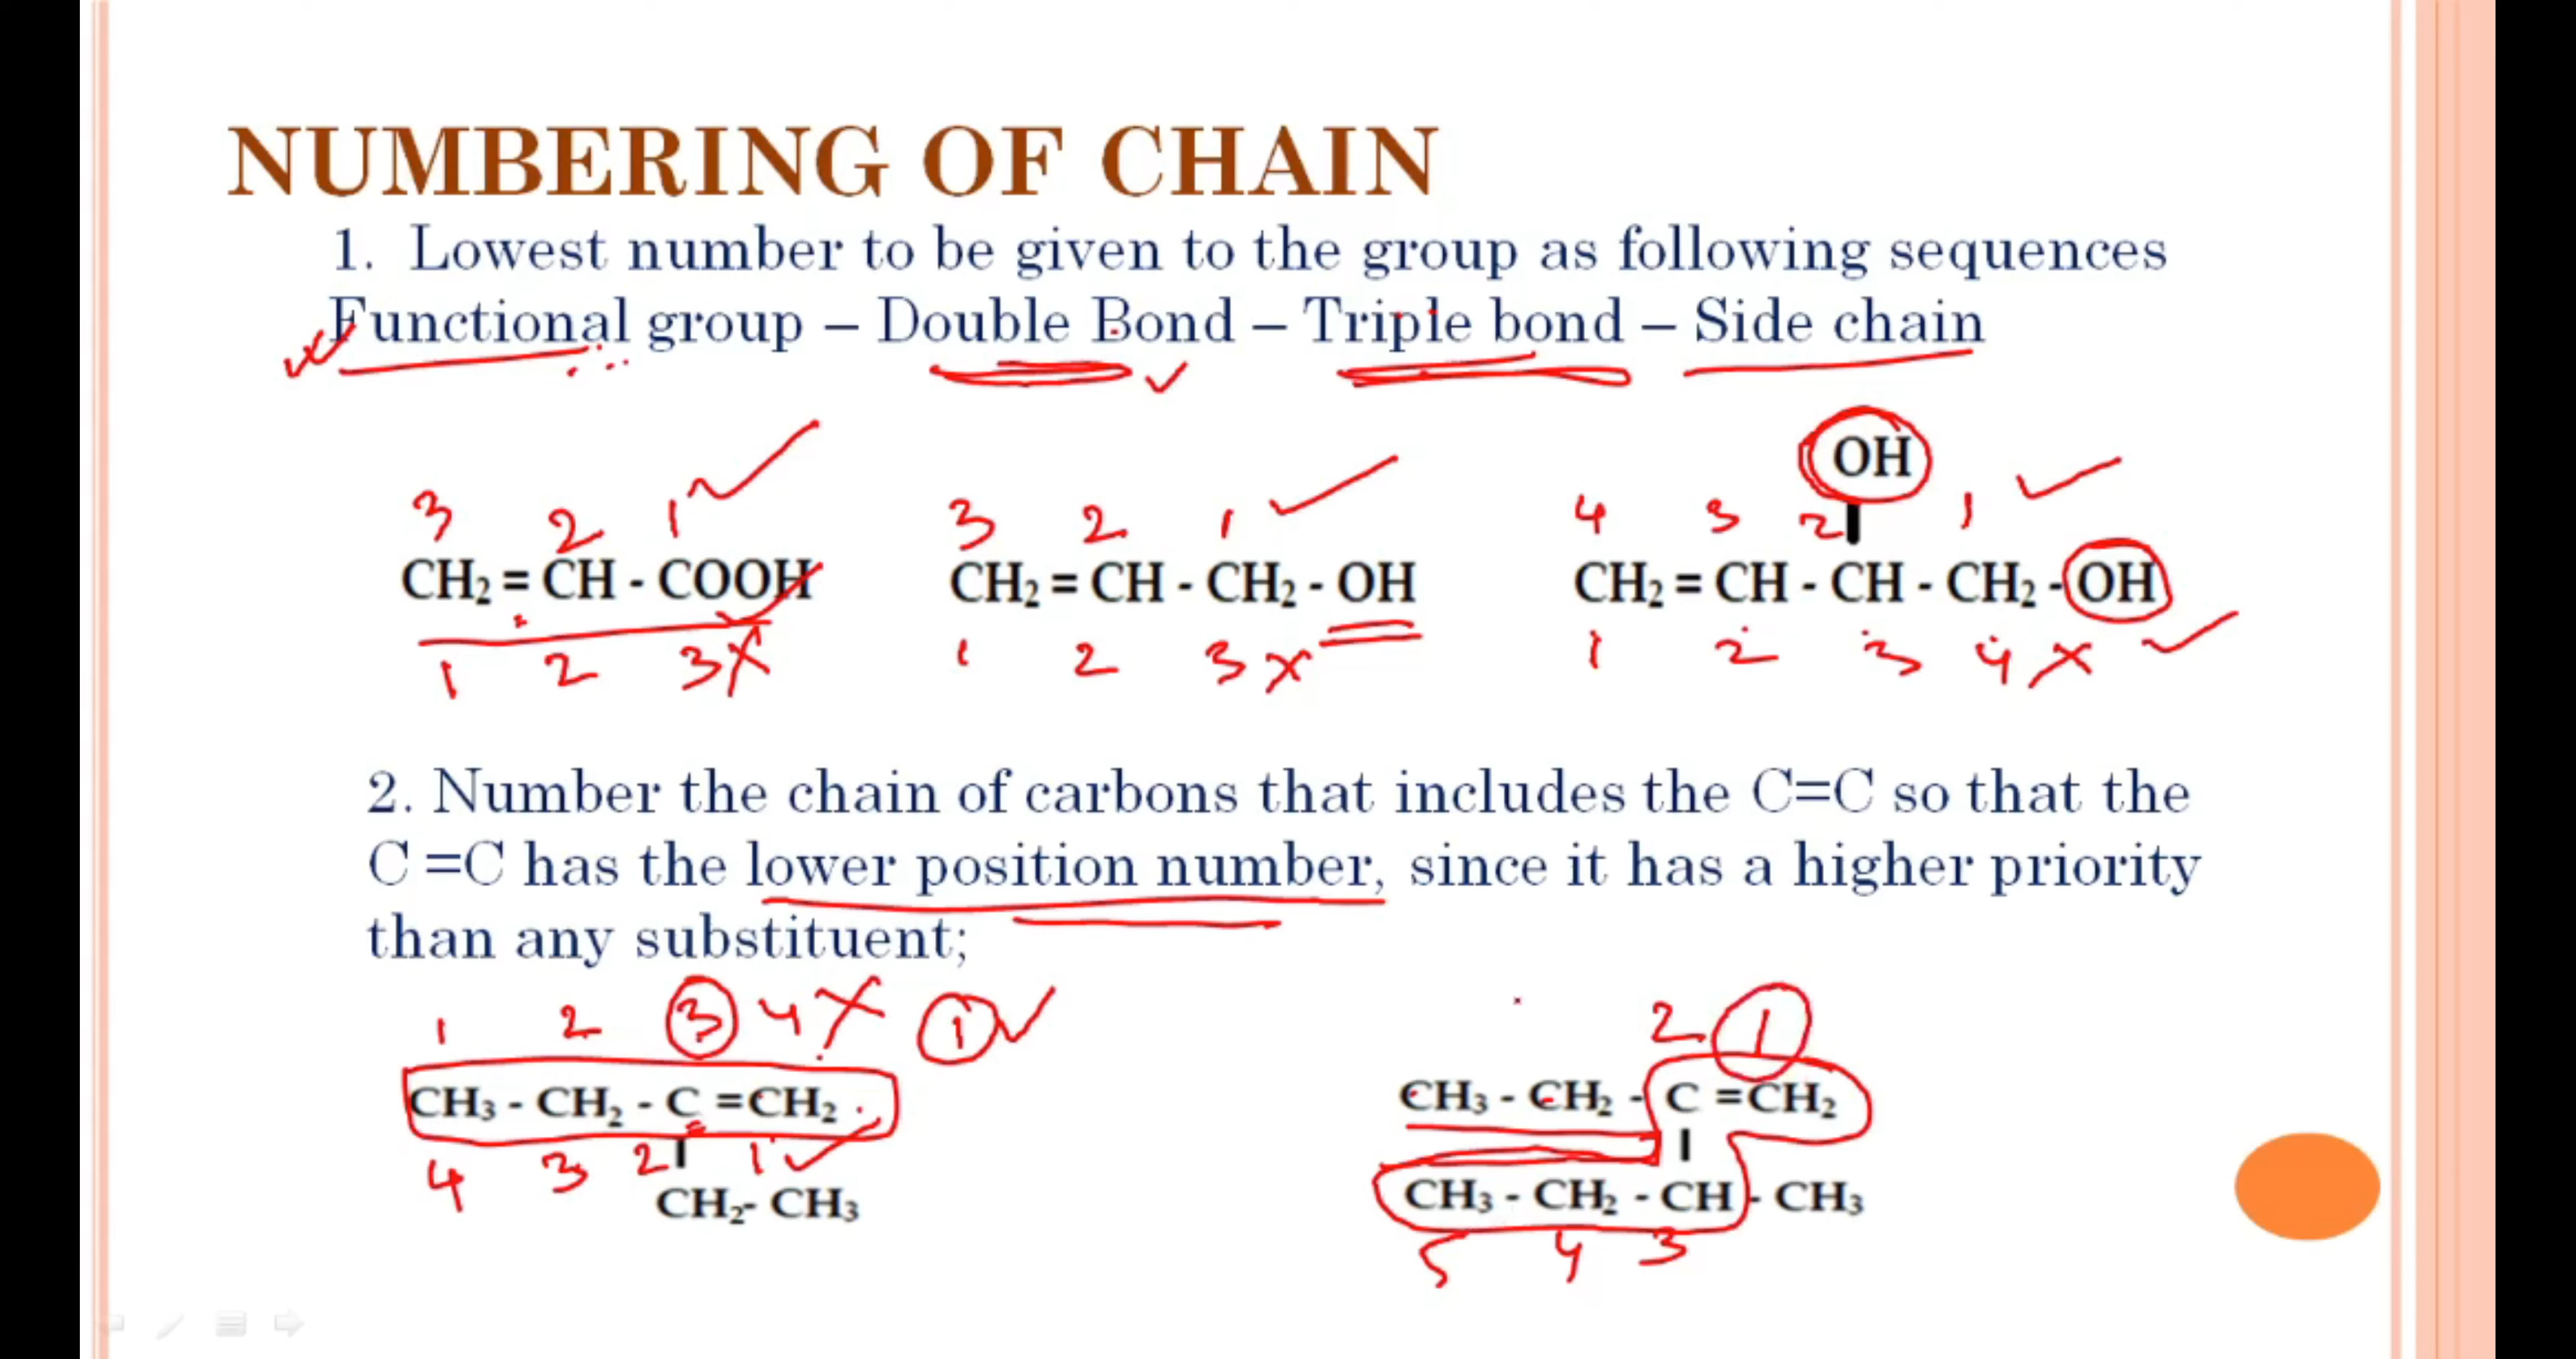 NUMBERING OF CHAIN
1. Lowest number to be given to the group as following sequences
Functional group – Double Bond – Triple bond – Side chain
OH
3 2 1 3 2 1 4 3 2 1
CH₂ = CH - COOH CH₂ = CH - CH₂ - OH CH₂ = CH - CH - CH₂ - OH
1 2 3 X 1 2 3 X 1 2 3 4 X
2. Number the chain of carbons that includes the C=C so that the
C =C has the lower position number, since it has a higher priority
than any substituent;
1 2 3 4 X 1 2 1
CH₃ - CH₂ - C =CH₂ CH₃ - CH₂ - C =CH₂
4 3 2 1
CH₂- CH₃ CH₃ - CH₂ - CH - CH₃
5 4 3